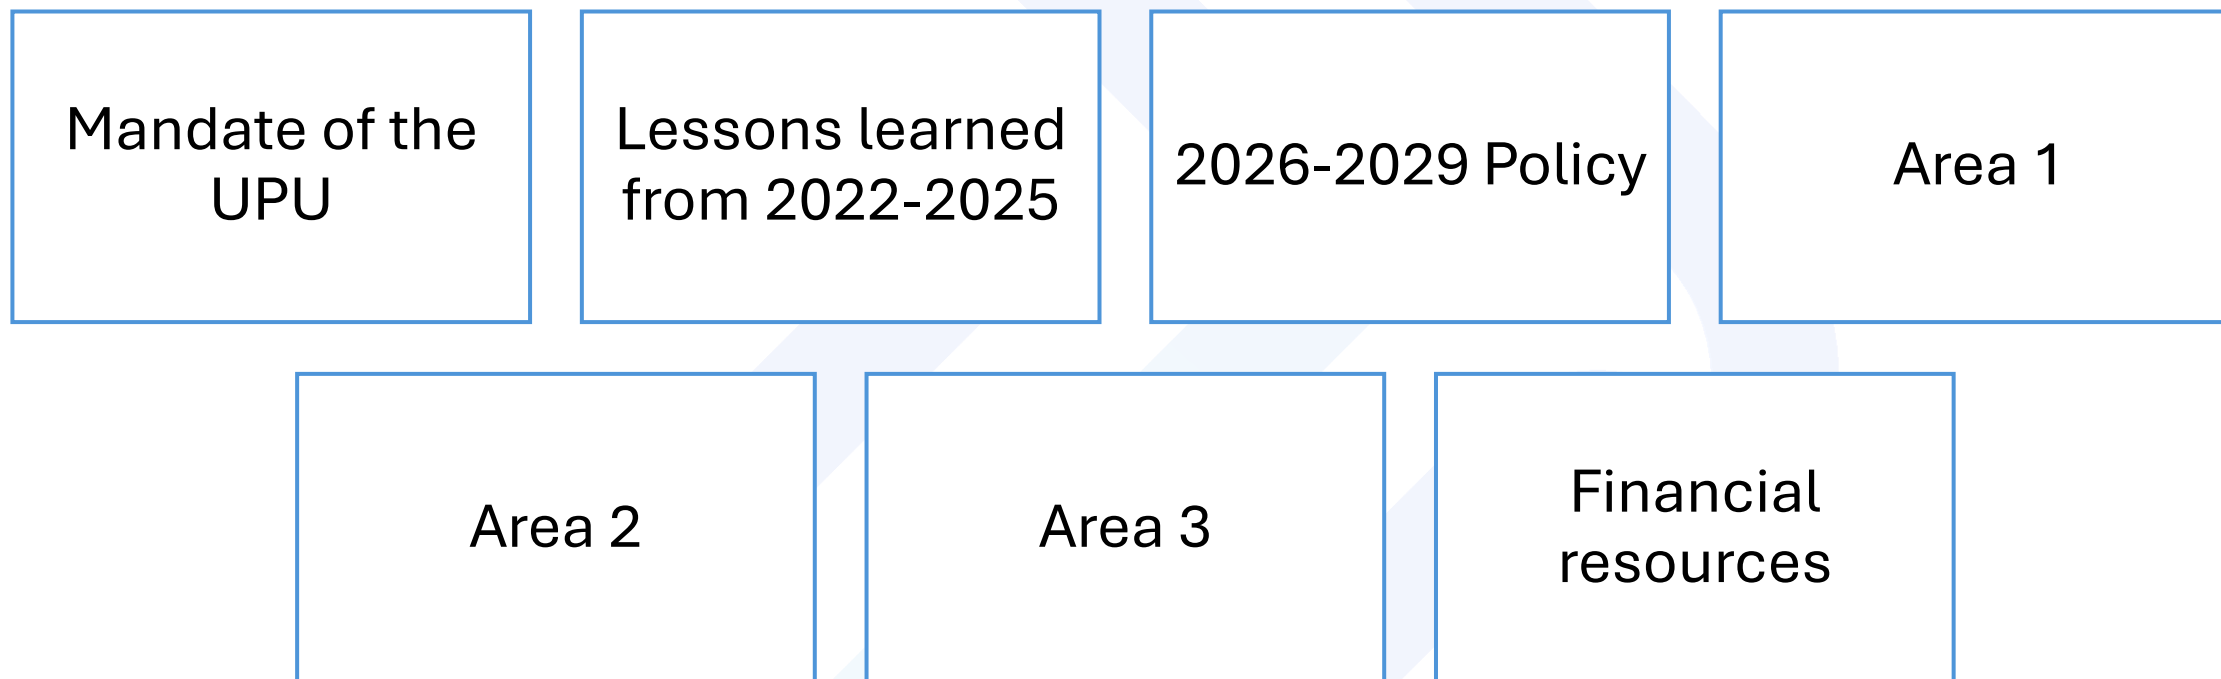 Mandate of the
UPU
Lessons learned
from 2022-2025
2026-2029 Policy
Area 1
Area 2
Area 3
Financial
resources